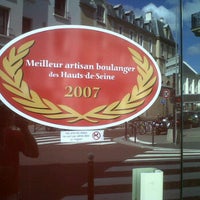 Meilleur artisan boulanger
des Hauts-de-Seine
2007